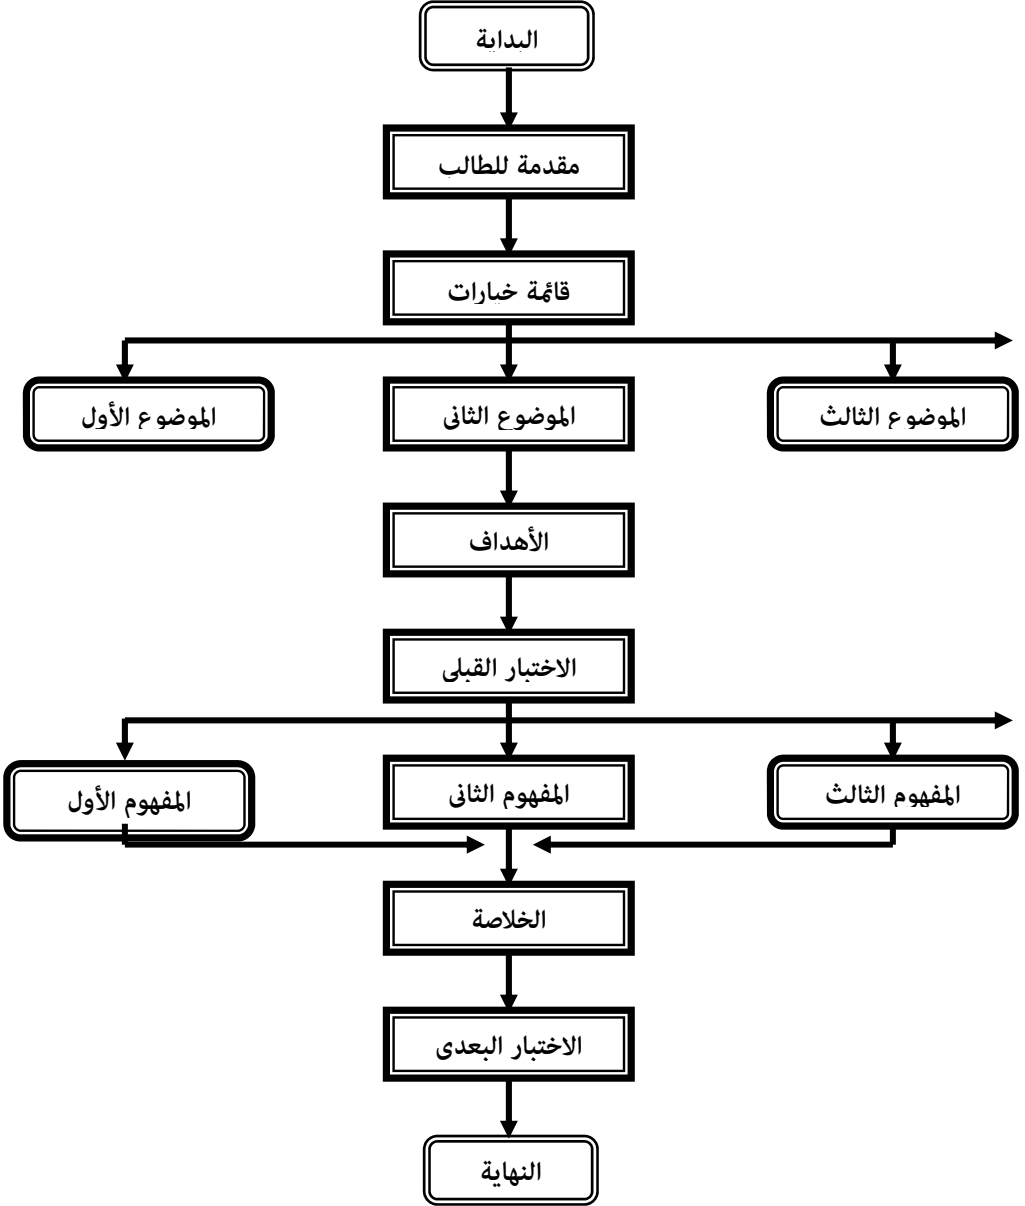 البداية
مقدمة للطالب
قائمة خيارات
الموضوع الأول
الموضوع الثانى
الموضوع الثالث
الأهداف
الاختبار القبلى
المفهوم الأول
المفهوم الثانى
المفهوم الثالث
الخلاصة
الاختبار البعدى
النهاية